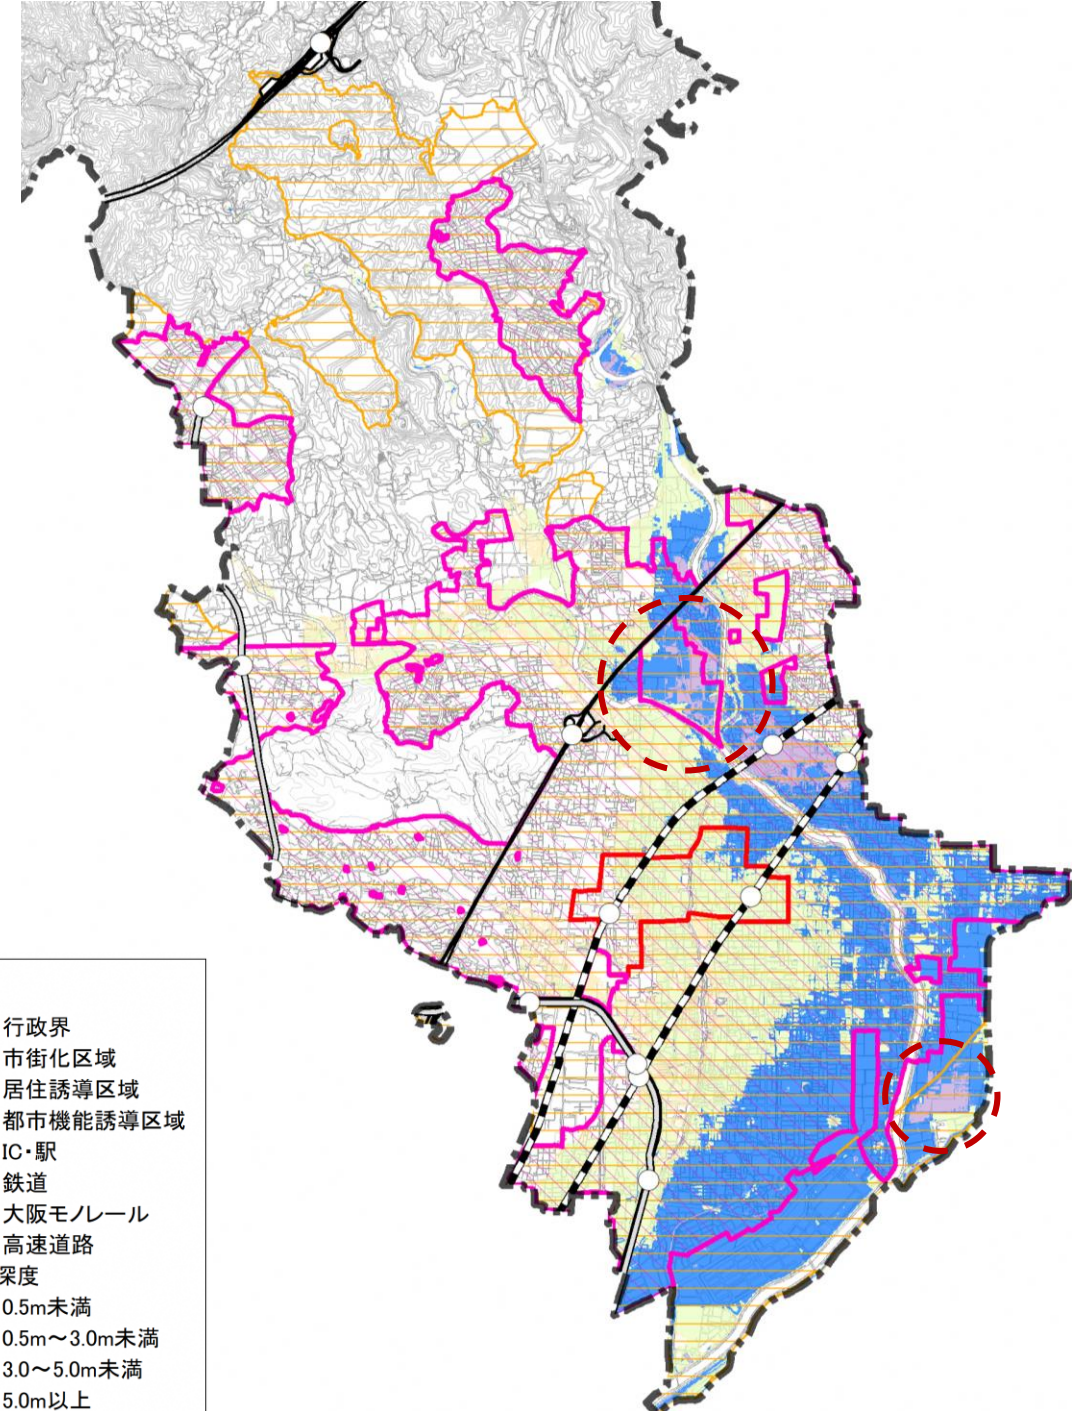 行政界
市街化区域
居住誘導区域
都市機能誘導区域
IC・駅
鉄道
大阪モノレール
高速道路
深度
0.5m未満
0.5m～3.0m未満
3.0～5.0m未満
5.0m以上